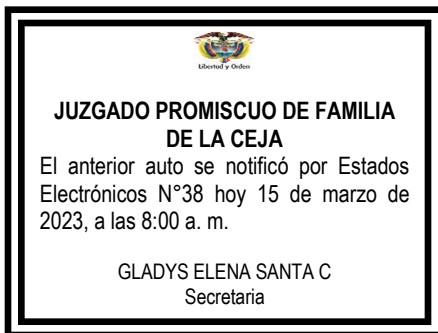 Libertad y Orden
JUZGADO PROMISCUO DE FAMILIA
DE LA CEJA
El anterior auto se notificó por Estados
Electrónicos N°38 hoy 15 de marzo de
2023, a las 8:00 a. m.
GLADYS ELENA SANTA C
Secretaria